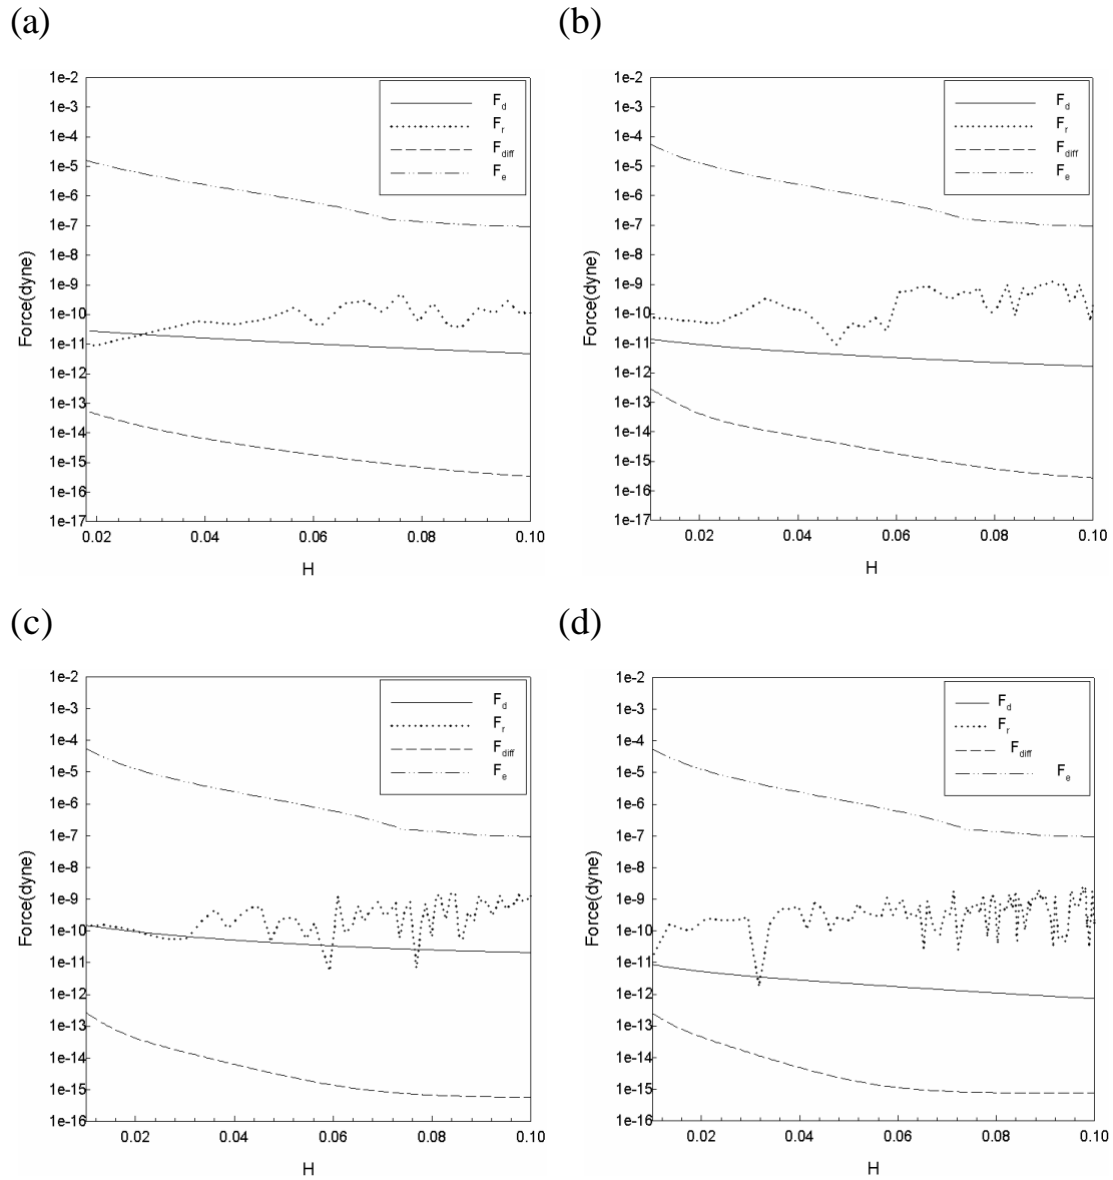 (a)
1e-2
1e-3
1e-4
1e-5
1e-6
1e-7
1e-8
1e-9
1e-10
1e-11
1e-12
1e-13
1e-14
1e-15
1e-16
1e-17
Force(dyne)
0.02 0.04 0.06 0.08 0.10
H
F_d
F_r
F_diff
F_e
(b)
1e-2
1e-3
1e-4
1e-5
1e-6
1e-7
1e-8
1e-9
1e-10
1e-11
1e-12
1e-13
1e-14
1e-15
1e-16
1e-17
Force(dyne)
0.02 0.04 0.06 0.08 0.10
H
F_d
F_r
F_diff
F_e
(c)
1e-2
1e-3
1e-4
1e-5
1e-6
1e-7
1e-8
1e-9
1e-10
1e-11
1e-12
1e-13
1e-14
1e-15
1e-16
Force(dyne)
0.02 0.04 0.06 0.08 0.10
H
F_d
F_r
F_diff
F_e
(d)
1e-2
1e-3
1e-4
1e-5
1e-6
1e-7
1e-8
1e-9
1e-10
1e-11
1e-12
1e-13
1e-14
1e-15
1e-16
Force(dyne)
0.02 0.04 0.06 0.08 0.10
H
F_d
F_r
F_diff
F_e